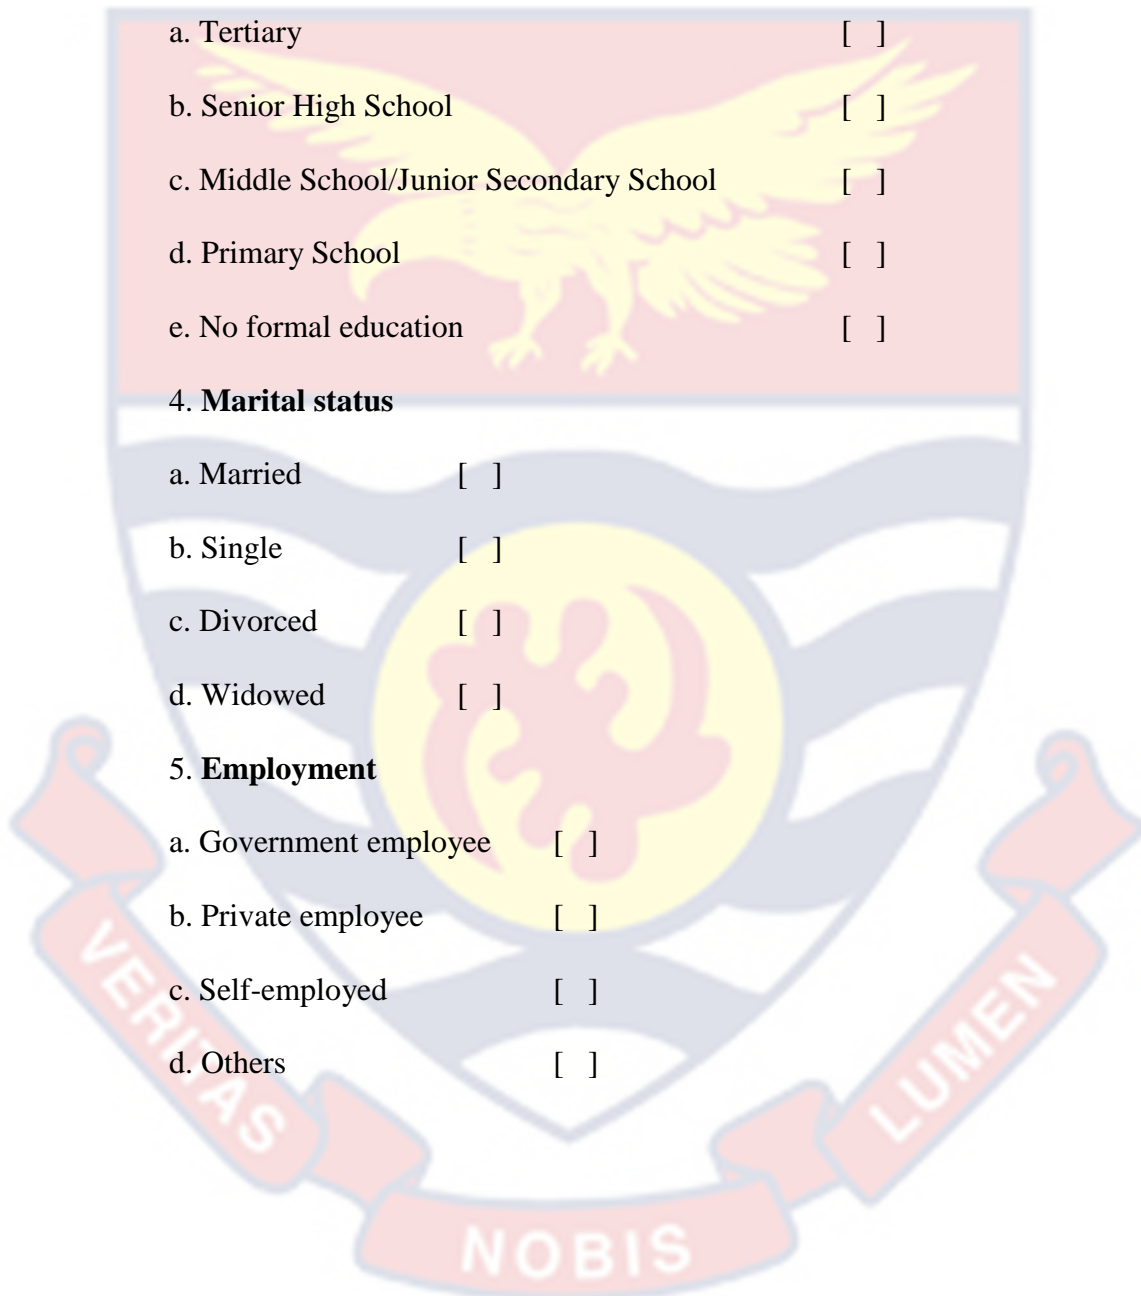 a. Tertiary [ ]
b. Senior High School [ ]
c. Middle School/Junior Secondary School [ ]
d. Primary School [ ]
e. No formal education [ ]
4. Marital status
a. Married [ ]
b. Single [ ]
c. Divorced [ ]
d. Widowed [ ]
5. Employment
a. Government employee [ ]
b. Private employee [ ]
c. Self-employed [ ]
d. Others [ ]
VERITAS
NOBIS
LUMEN